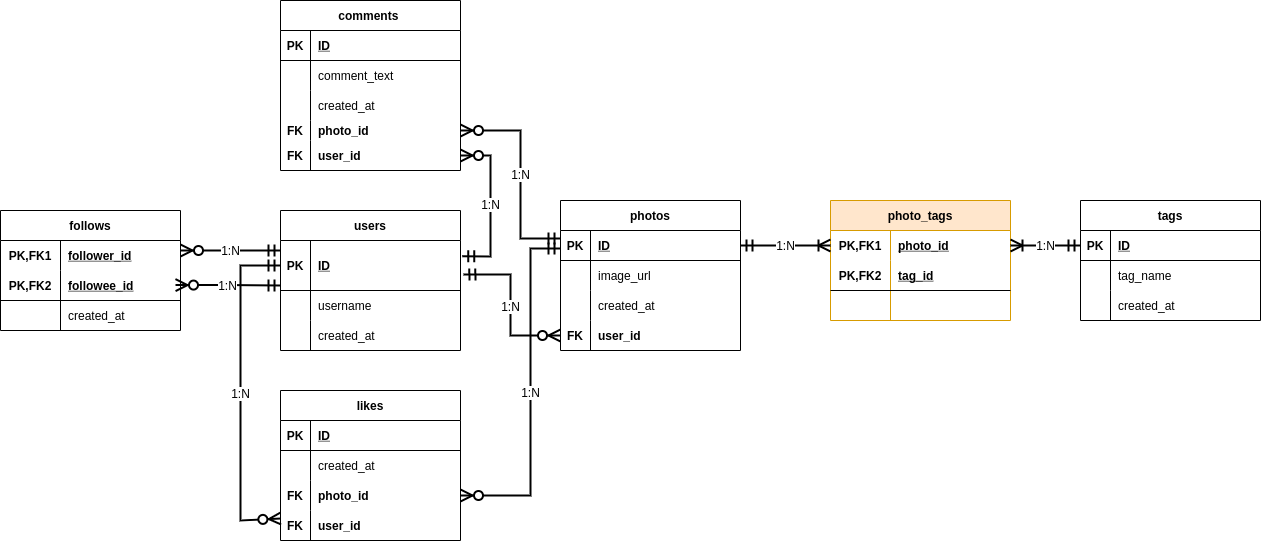 comments
PK ID
comment_text
created_at
FK photo_id
FK user_id
1:N
1:N
follows
PK,FK1 follower_id
PK,FK2 followee_id
created_at
1:N
1:N
users
PK ID
username
created_at
1:N
1:N
likes
PK ID
created_at
FK photo_id
FK user_id
1:N
photos
PK ID
image_url
created_at
FK user_id
1:N
photo_tags
PK,FK1 photo_id
PK,FK2 tag_id
1:N
tags
PK ID
tag_name
created_at